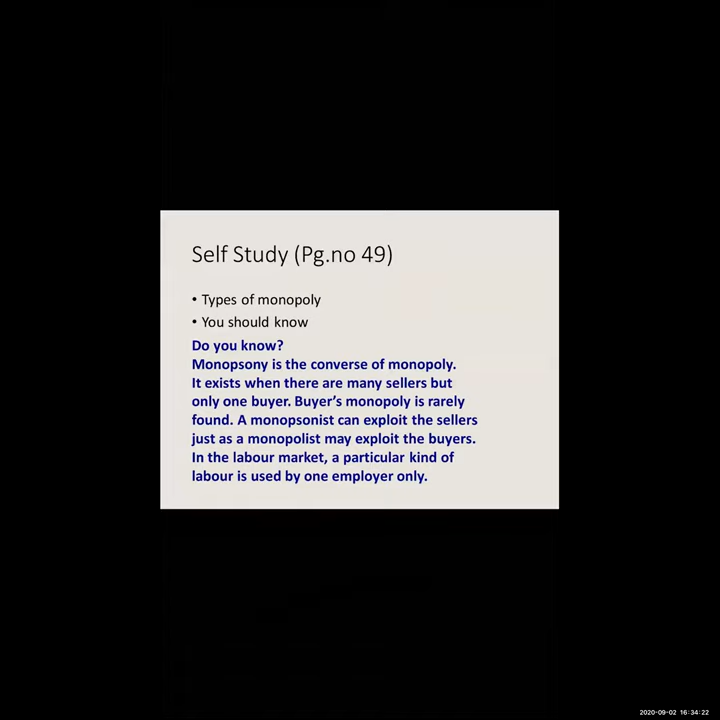 Self Study (Pg.no 49)
• Types of monopoly
• You should know
Do you know?
Monopsony is the converse of monopoly.
It exists when there are many sellers but
only one buyer. Buyer's monopoly is rarely
found. A monopsonist can exploit the sellers
just as a monopolist may exploit the buyers.
In the labour market, a particular kind of
labour is used by one employer only.
2020-09-02 16:34:22